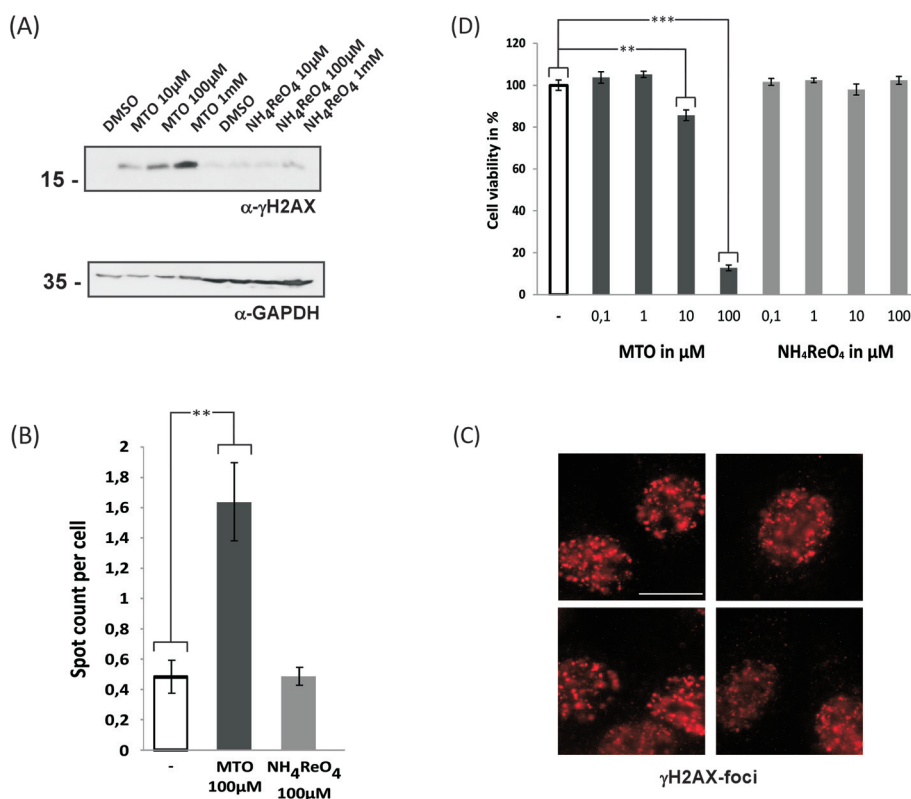 (A)
DMSO
MTO 10µM
MTO 100µM
MTO 1mM
DMSO
NH4ReO4 10µM
NH4ReO4 100µM
NH4ReO4 1mM
15 -
α-γH2AX
35 -
α-GAPDH
(D)
***
**
120
100
80
60
40
20
0
Cell viability in %
- 0,1 1 10 100 0,1 1 10 100
MTO in µM NH₄ReO₄ in µM
(B)
**
2
1,8
1,6
1,4
1,2
1
0,8
0,6
0,4
0,2
0
Spot count per cell
- MTO NH4ReO4
100µM 100µM
(C)
γH2AX-foci